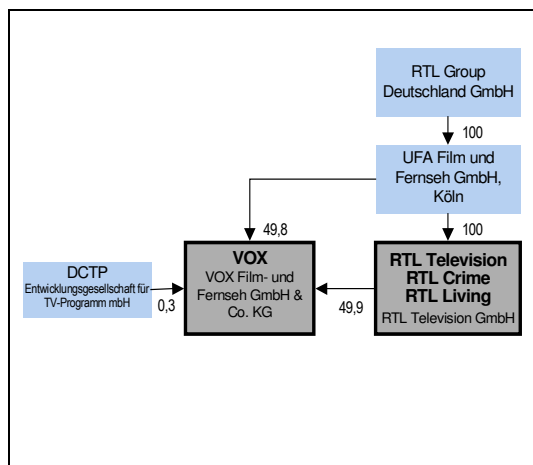 RTL Group
Deutschland GmbH
100
UFA Film und
Fernseh GmbH,
Köln
49,8
100
DCTP
Entwicklungsgesellschaft für
TV-Programm mbH
0,3
VOX
VOX Film- und
Fernseh GmbH &
Co. KG
49,9
RTL Television
RTL Crime
RTL Living
RTL Television GmbH